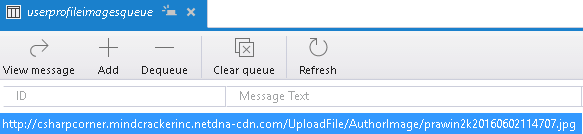 userprofileimagesqueue
View message Add Dequeue Clear queue Refresh
ID Message Text
http://csharpcorner.mindcrackerinc.netdna-cdn.com/UploadFile/AuthorImage/prawin2k20160602114707.jpg